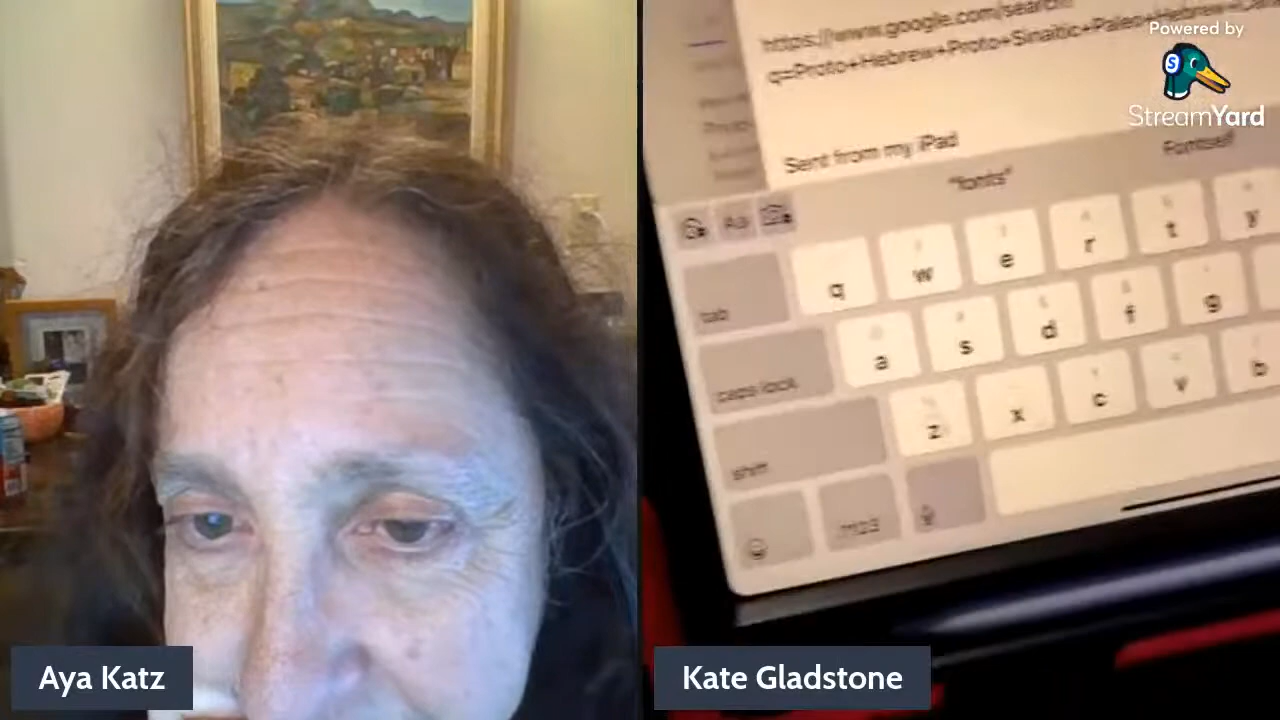 Powered by
StreamYard
https://www.google.com/search?
q=Proto+Hebrew+Proto+Sinaitic+Paleo+Hebrew+
Sent from my iPad
"fonts"
Aa
tab
q w e r t y
caps lock
a s d f g
shift
z x c v b
.?123
Aya Katz
Kate Gladstone